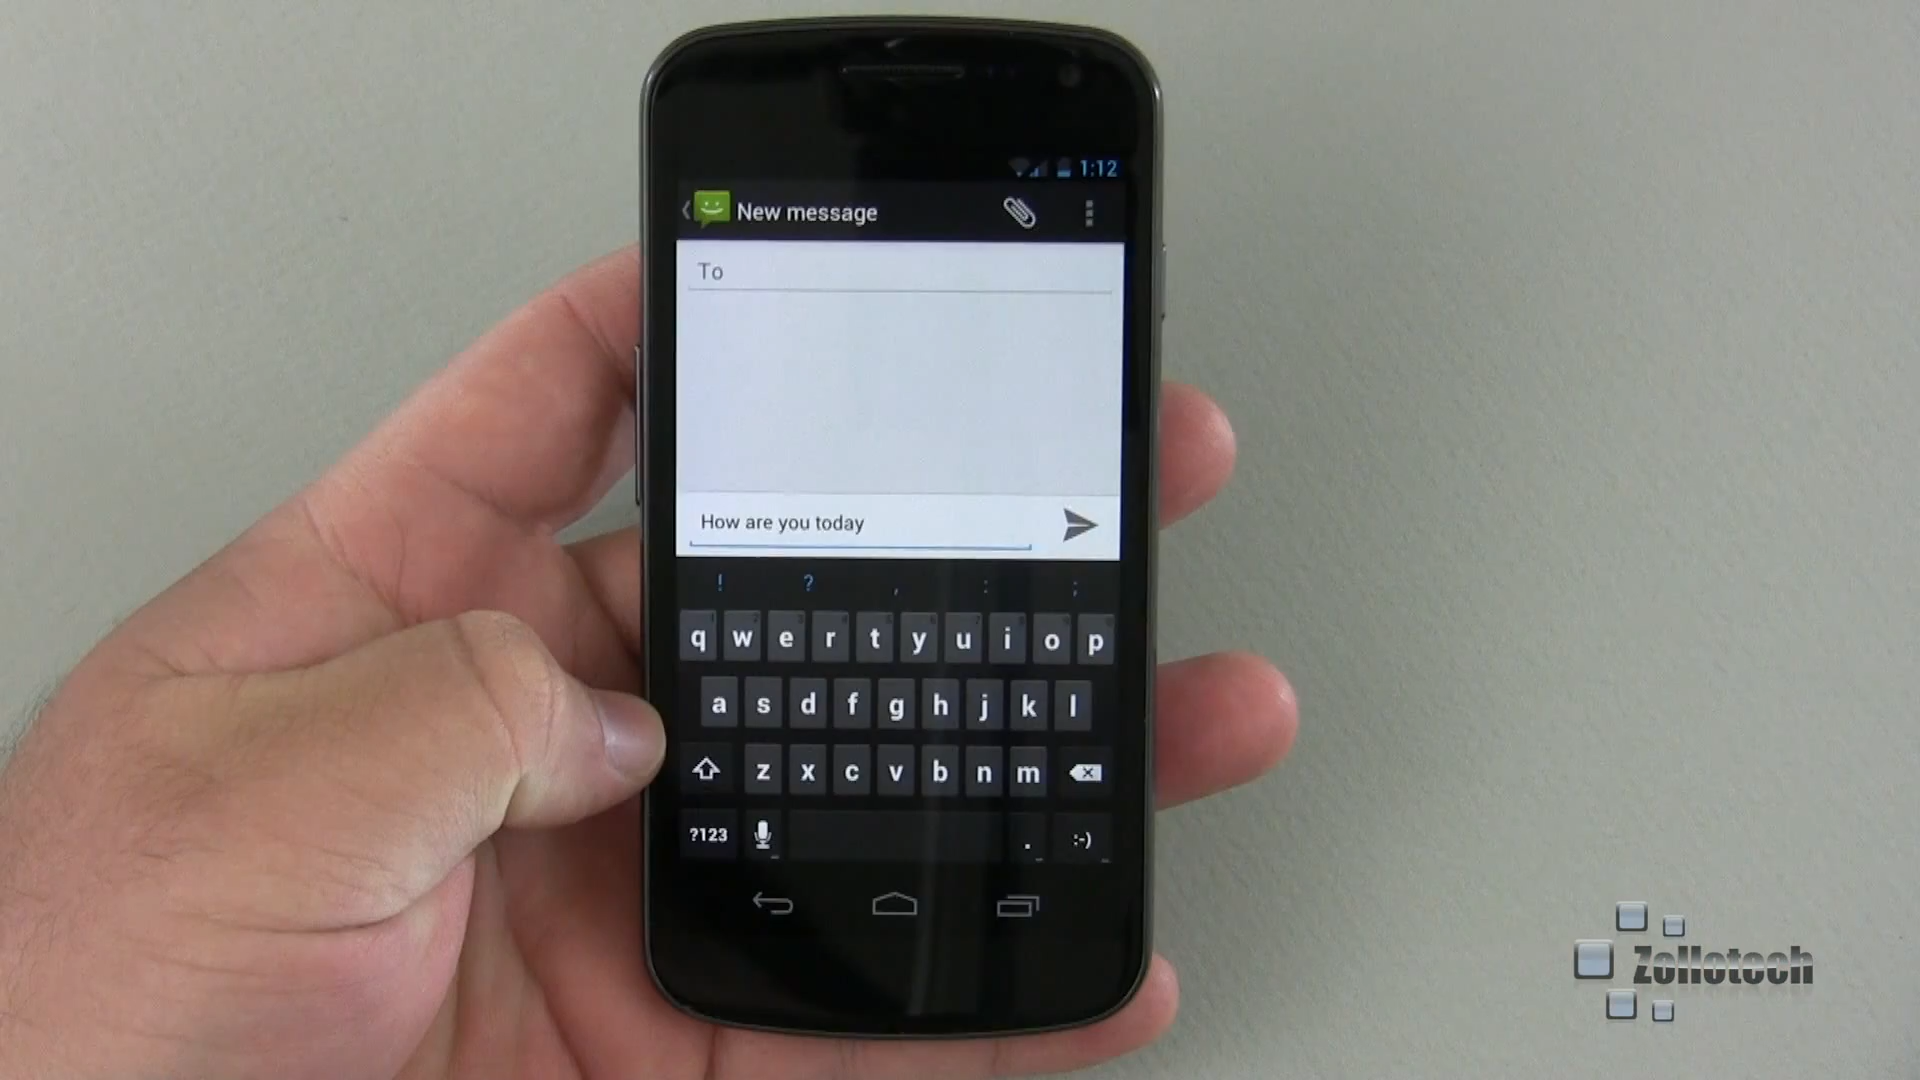 1:12
New message
To
How are you today
! ? , : ;
q w e r t y u i o p
a s d f g h j k l
z x c v b n m
?123 . :-)
Zollotech